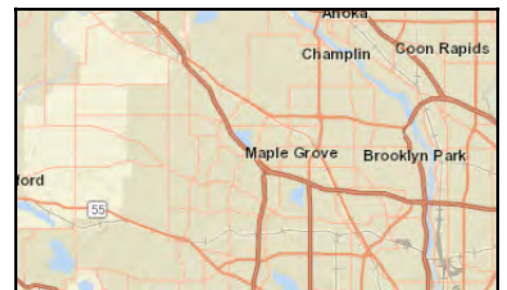 Anoka
Coon Rapids
Champlin
Maple Grove
Brooklyn Park
ford
55